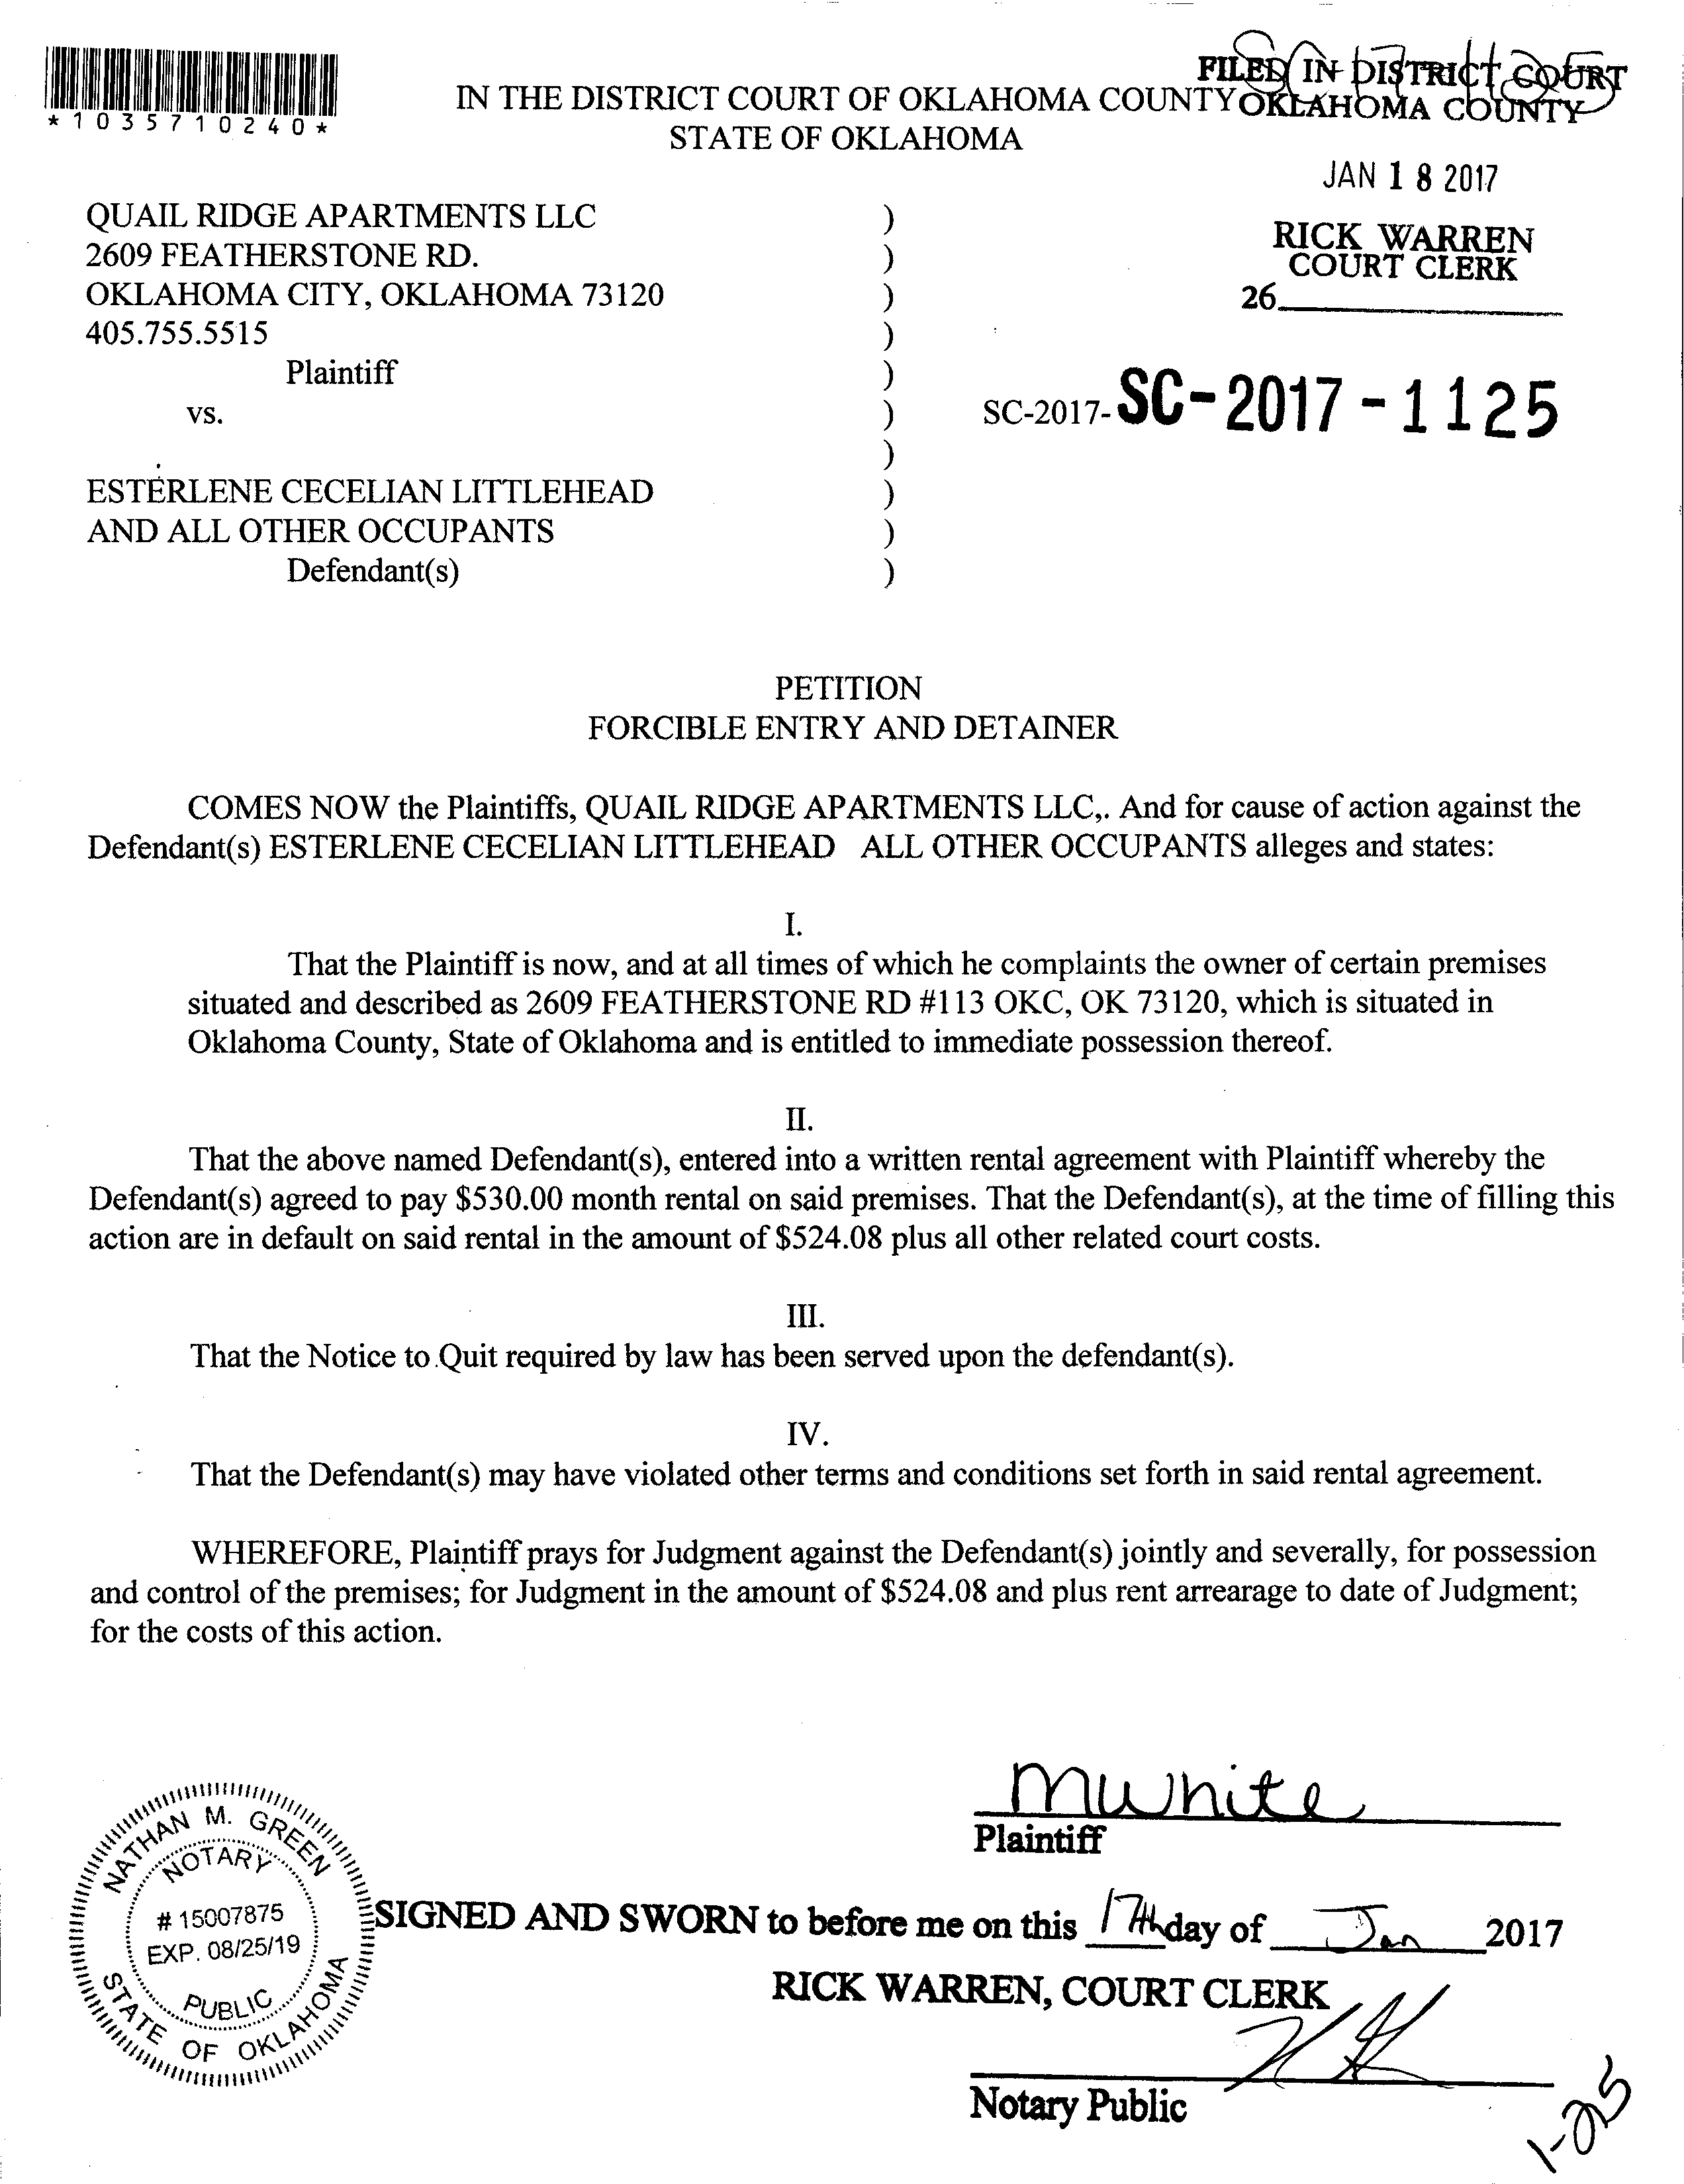 *1035710240*
FILED IN DISTRICT COURT
OKLAHOMA COUNTY
IN THE DISTRICT COURT OF OKLAHOMA COUNTY
STATE OF OKLAHOMA
JAN 18 2017
RICK WARREN
COURT CLERK
26
QUAIL RIDGE APARTMENTS LLC )
2609 FEATHERSTONE RD. )
OKLAHOMA CITY, OKLAHOMA 73120 )
405.755.5515 )
Plaintiff )
vs. ) SC-2017- SC-2017-1125
)
ESTERLENE CECELIAN LITTLEHEAD )
AND ALL OTHER OCCUPANTS )
Defendant(s) )
PETITION
FORCIBLE ENTRY AND DETAINER
COMES NOW the Plaintiffs, QUAIL RIDGE APARTMENTS LLC,. And for cause of action against the
Defendant(s) ESTERLENE CECELIAN LITTLEHEAD ALL OTHER OCCUPANTS alleges and states:
I.
That the Plaintiff is now, and at all times of which he complaints the owner of certain premises
situated and described as 2609 FEATHERSTONE RD #113 OKC, OK 73120, which is situated in
Oklahoma County, State of Oklahoma and is entitled to immediate possession thereof.
II.
That the above named Defendant(s), entered into a written rental agreement with Plaintiff whereby the
Defendant(s) agreed to pay $530.00 month rental on said premises. That the Defendant(s), at the time of filling this
action are in default on said rental in the amount of $524.08 plus all other related court costs.
III.
That the Notice to Quit required by law has been served upon the defendant(s).
IV.
That the Defendant(s) may have violated other terms and conditions set forth in said rental agreement.
WHEREFORE, Plaintiff prays for Judgment against the Defendant(s) jointly and severally, for possession
and control of the premises; for Judgment in the amount of $524.08 and plus rent arrearage to date of Judgment;
for the costs of this action.
MWhite
Plaintiff
NATHAN M. GREEN
NOTARY
# 15007875
EXP. 08/25/19
PUBLIC
STATE OF OKLAHOMA
SIGNED AND SWORN to before me on this 17th day of Jan 2017
RICK WARREN, COURT CLERK
Notary Public
1-25